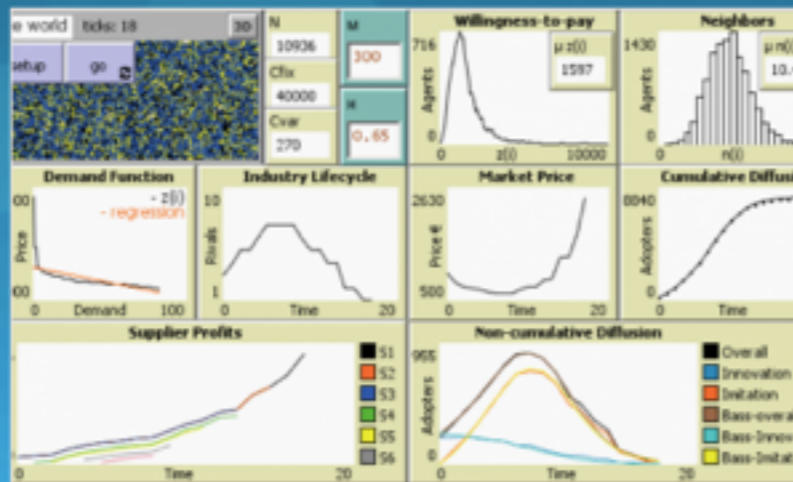 e world ticks: 18 3D
setup go
N
10936
Cfix
40000
Cvar
270
M
300
0.65
Willingness-to-pay
716
Agents
0
z(i) 10000
µ z(i)
1597
Neighbors
1430
Agents
0
0 n(i)
µ n(i)
10.
Demand Function
00
Price
00
0 Demand 100
- z(i)
- regression
Industry Lifecycle
10
Rivals
1
0 Time 20
Market Price
2630
Price €
500
0 Time 20
Cumulative Diffusi
8840
Adopters
0
0 Time
Supplier Profits
0 Time 20
S1
S2
S3
S4
S5
S6
Non-cumulative Diffusion
955
Adopters
0
0 Time 20
Overall
Innovation
Imitation
Bass-overal
Bass-Innov
Bass-Imitat